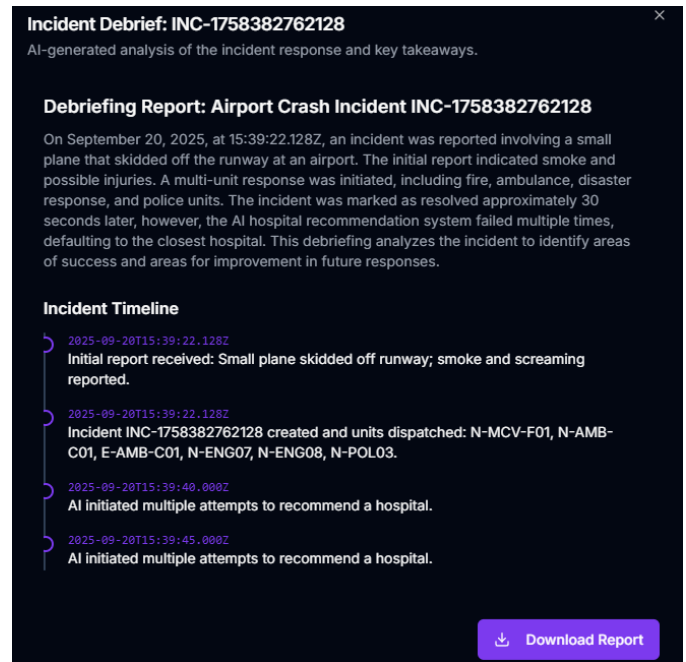 Incident Debrief: INC-1758382762128
AI-generated analysis of the incident response and key takeaways.
Debriefing Report: Airport Crash Incident INC-1758382762128
On September 20, 2025, at 15:39:22.128Z, an incident was reported involving a small
plane that skidded off the runway at an airport. The initial report indicated smoke and
possible injuries. A multi-unit response was initiated, including fire, ambulance, disaster
response, and police units. The incident was marked as resolved approximately 30
seconds later, however, the AI hospital recommendation system failed multiple times,
defaulting to the closest hospital. This debriefing analyzes the incident to identify areas
of success and areas for improvement in future responses.
Incident Timeline
2025-09-20T15:39:22.128Z
Initial report received: Small plane skidded off runway; smoke and screaming
reported.
2025-09-20T15:39:22.128Z
Incident INC-1758382762128 created and units dispatched: N-MCV-F01, N-AMB-
C01, E-AMB-C01, N-ENG07, N-ENG08, N-POL03.
2025-09-20T15:39:40.000Z
AI initiated multiple attempts to recommend a hospital.
2025-09-20T15:39:45.000Z
AI initiated multiple attempts to recommend a hospital.
Download Report